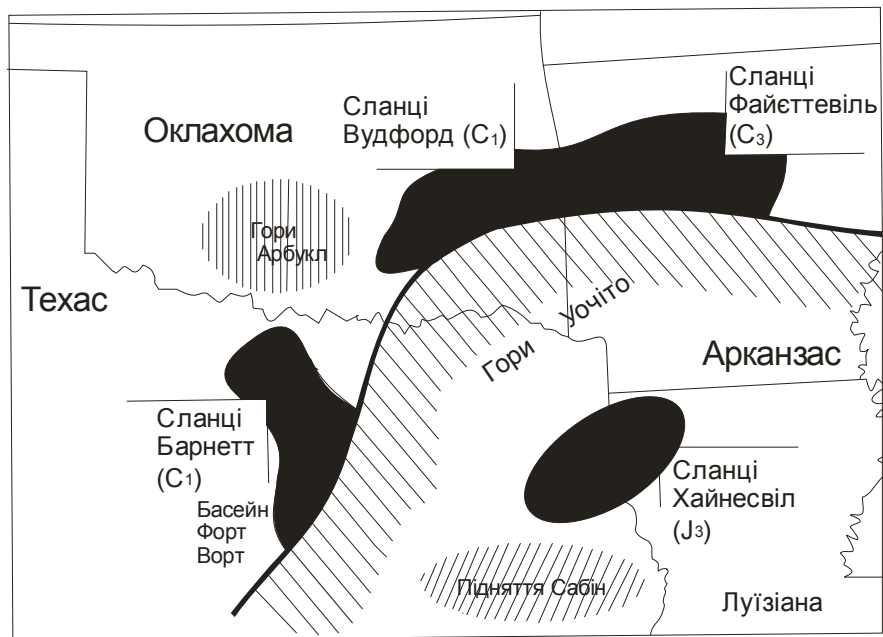 Сланці
Файєттевіль
(C3)
Сланці
Вудфорд (C1)
Оклахома
Гори
Арбукл
Техас
Гори Уочіто
Арканзас
Сланці
Барнетт
(C1)
Басейн
Форт
Ворт
Сланці
Хайнесвіл
(J3)
Підняття Сабін
Луїзіана